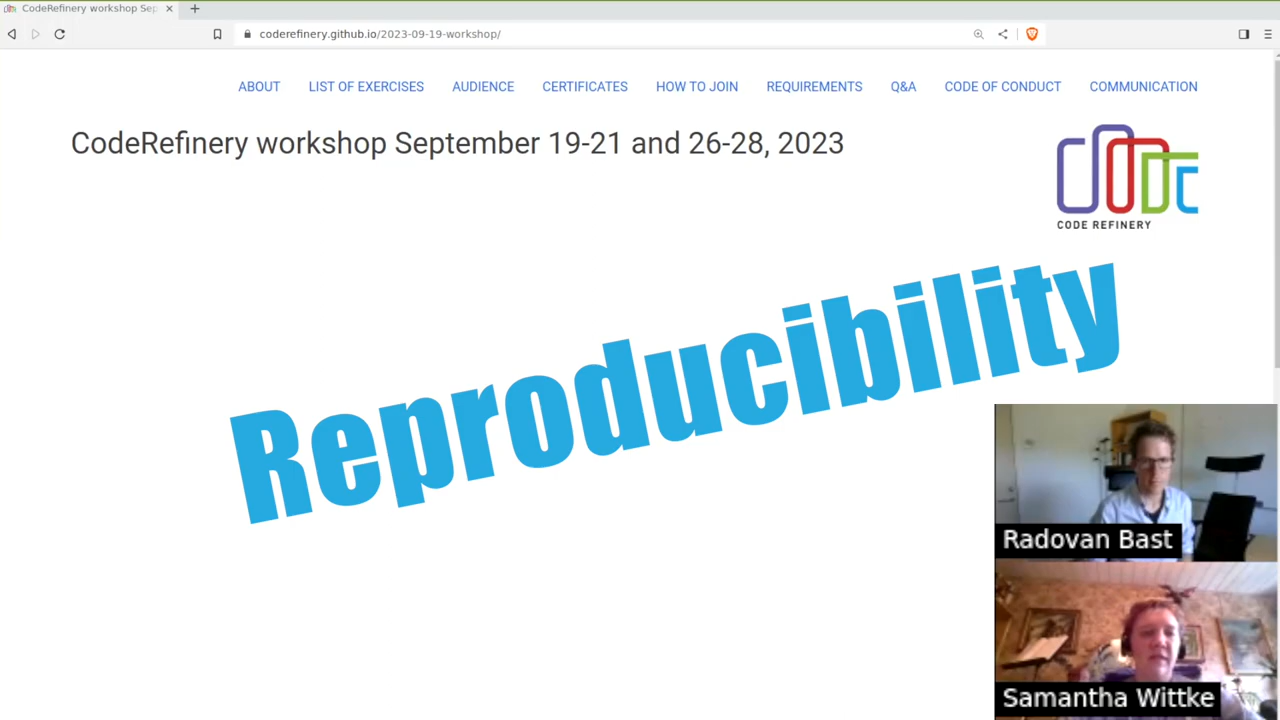 CodeRefinery workshop Sep
coderefinery.github.io/2023-09-19-workshop/
ABOUT LIST OF EXERCISES AUDIENCE CERTIFICATES HOW TO JOIN REQUIREMENTS Q&A CODE OF CONDUCT COMMUNICATION
CodeRefinery workshop September 19-21 and 26-28, 2023
CODE REFINERY
Reproducibility
Radovan Bast
Samantha Wittke